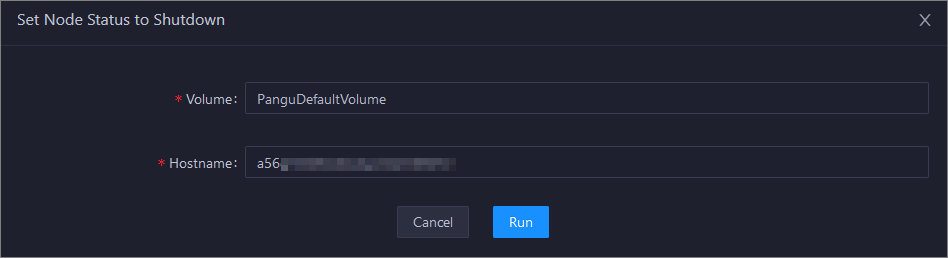 Set Node Status to Shutdown
* Volume: PanguDefaultVolume
* Hostname: a56
Cancel Run